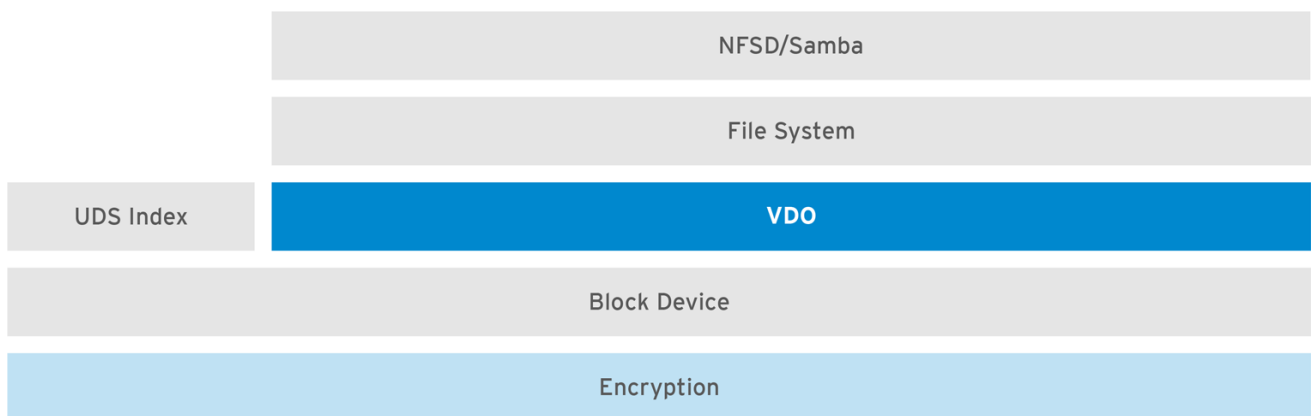 NFSD/Samba
File System
UDS Index
VDO
Block Device
Encryption